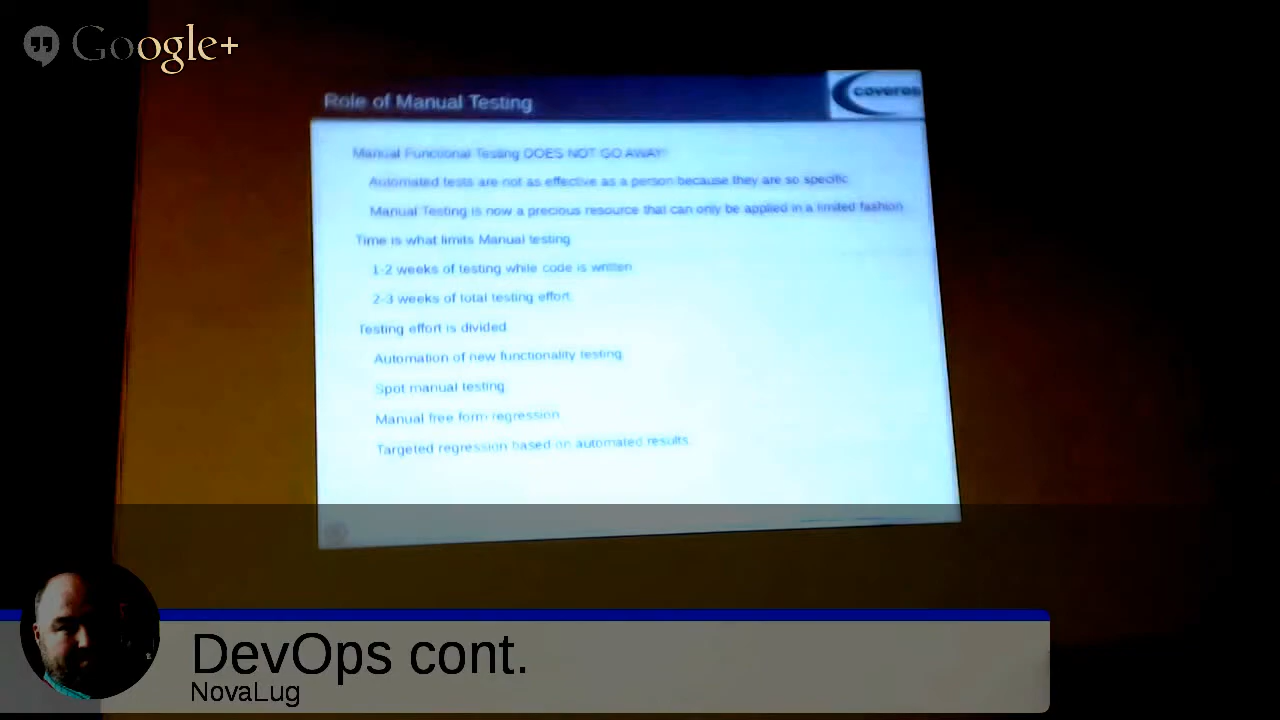 Google+
Role of Manual Testing
coveros
Manual Functional Testing DOES NOT GO AWAY!
Automated tests are not as effective as a person because they are so specific
Manual Testing is now a precious resource that can only be applied in a limited fashion
Time is what limits Manual testing
1-2 weeks of testing while code is written
2-3 weeks of total testing effort
Testing effort is divided
Automation of new functionality testing
Spot manual testing
Manual free form regression
Targeted regression based on automated results
DevOps cont.
NovaLug